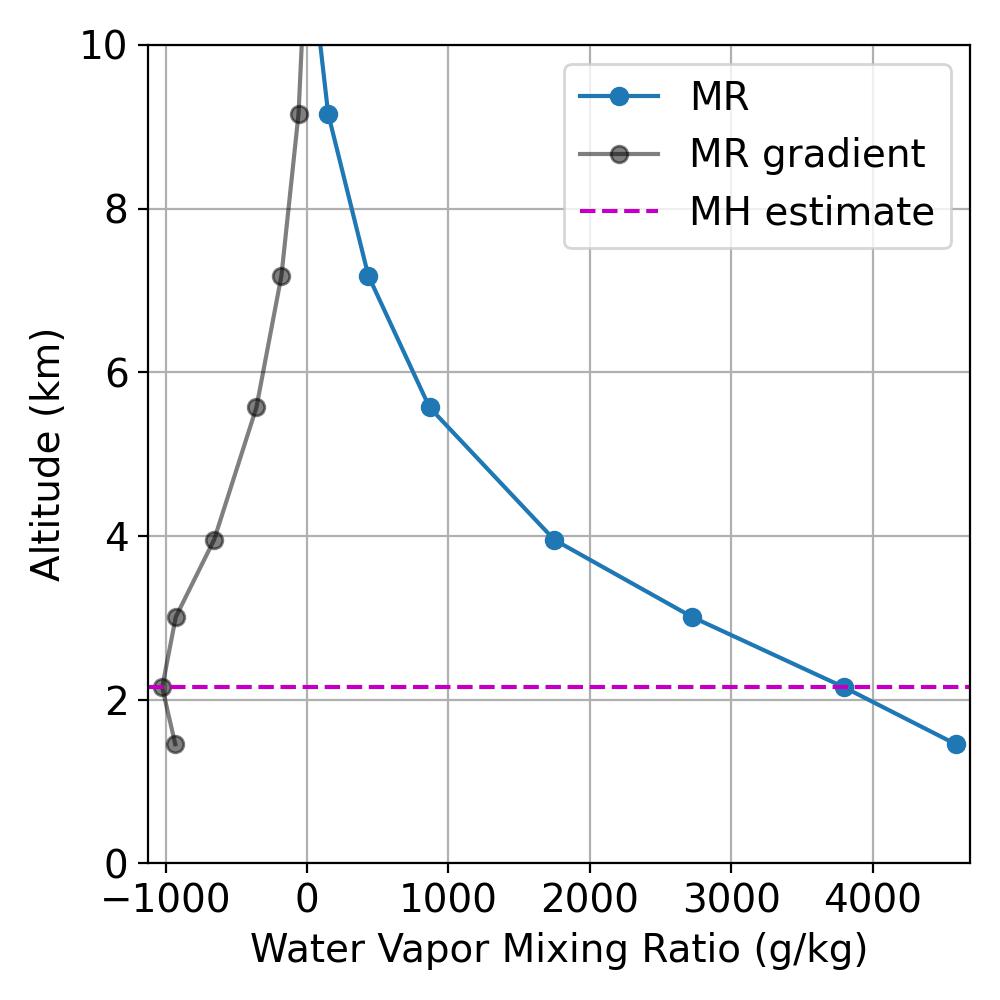 10
8
6
4
2
0
Altitude (km)
MR
MR gradient
MH estimate
−1000 0 1000 2000 3000 4000
Water Vapor Mixing Ratio (g/kg)